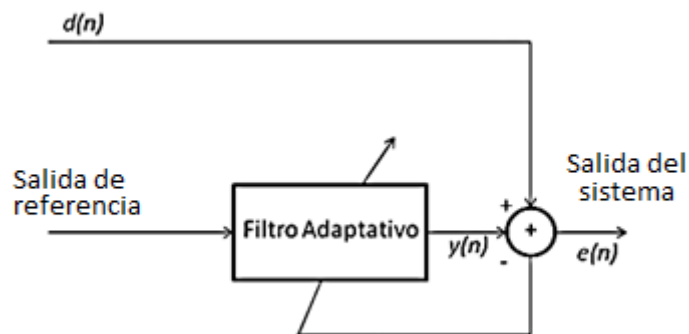 d(n)
Salida de
referencia
Filtro Adaptativo
y(n)
+
+
-
Salida del
sistema
e(n)